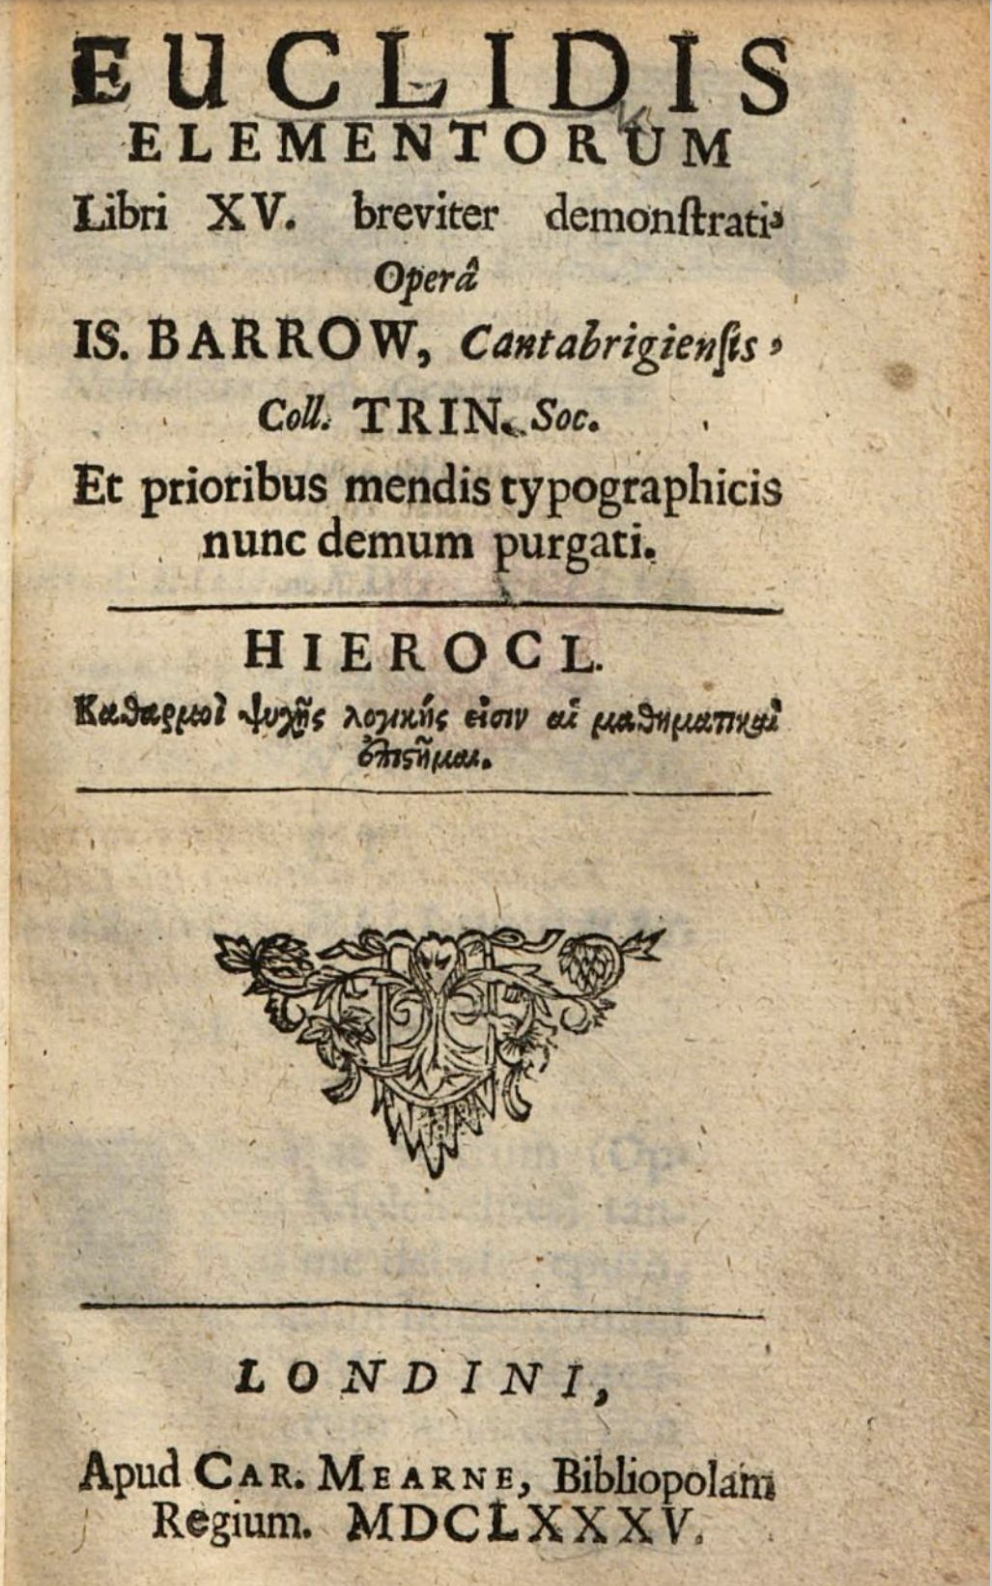 EUCLIDIS
ELEMENTORUM
Libri XV. breviter demonſtrati,
Operâ
IS. BARROW, Cantabrigienſis,
Coll. TRIN. Soc.
Et prioribus mendis typographicis
nunc demum purgati.
HIEROCL.
Καθαρμοὶ ψυχῆς λογικῆς εἰσιν αἱ μαθηματικαὶ
ἐπιϛῆμαι.
LONDINI,
Apud CAR. MEARNE, Bibliopolam
Regium. MDCLXXXV.